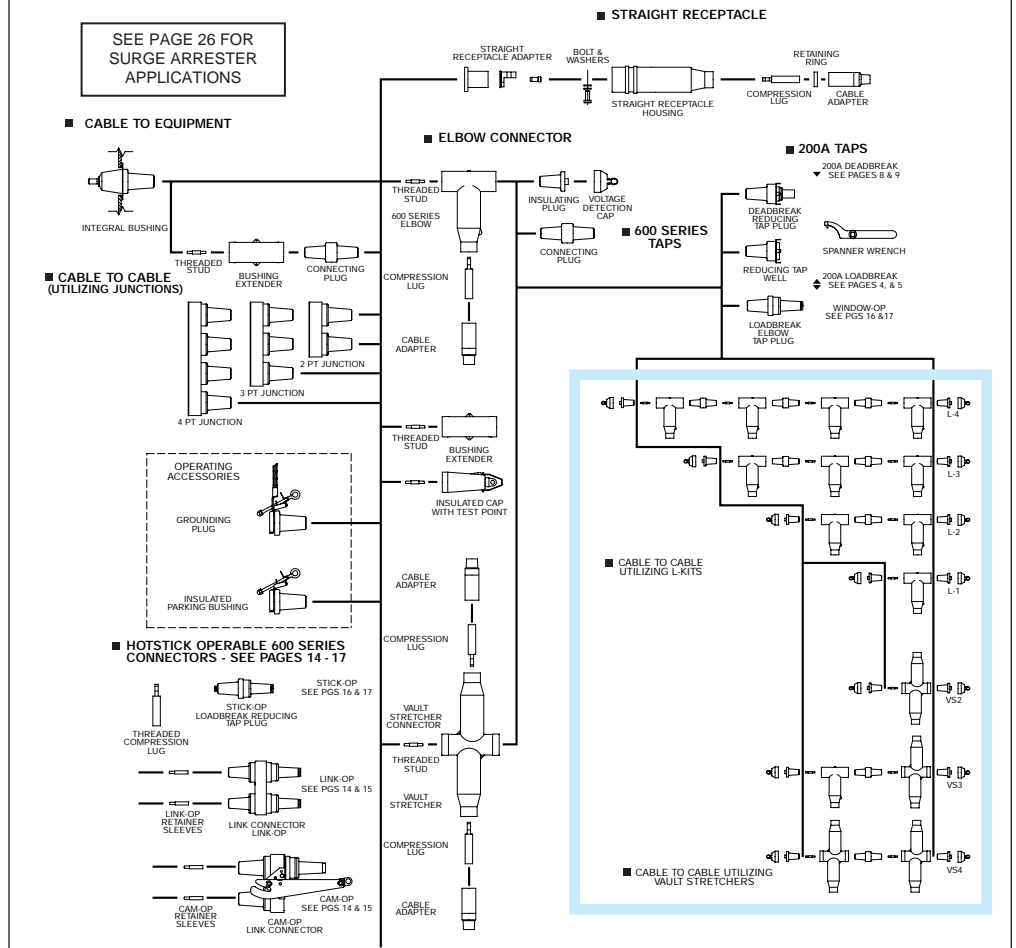 ■ STRAIGHT RECEPTACLE
SEE PAGE 26 FOR
SURGE ARRESTER
APPLICATIONS
STRAIGHT
RECEPTACLE ADAPTER
BOLT &
WASHERS
STRAIGHT RECEPTACLE
HOUSING
COMPRESSION
LUG
RETAINING
RING
CABLE
ADAPTER
■ CABLE TO EQUIPMENT
INTEGRAL BUSHING
THREADED
STUD
BUSHING
EXTENDER
CONNECTING
PLUG
■ ELBOW CONNECTOR
THREADED
STUD
600 SERIES
ELBOW
COMPRESSION
LUG
CABLE
ADAPTER
INSULATING
PLUG
VOLTAGE
DETECTION
CAP
CONNECTING
PLUG
■ 600 SERIES
TAPS
■ 200A TAPS
▼ 200A DEADBREAK
SEE PAGES 8 & 9
DEADBREAK
REDUCING
TAP PLUG
SPANNER WRENCH
REDUCING TAP
WELL
200A LOADBREAK
SEE PAGES 4, & 5
LOADBREAK
ELBOW
TAP PLUG
WINDOW-OP
SEE PGS 16 &17
■ CABLE TO CABLE
(UTILIZING JUNCTIONS)
2 PT JUNCTION
3 PT JUNCTION
4 PT JUNCTION
THREADED
STUD
BUSHING
EXTENDER
INSULATED CAP
WITH TEST POINT
OPERATING
ACCESSORIES
GROUNDING
PLUG
INSULATED
PARKING BUSHING
CABLE
ADAPTER
COMPRESSION
LUG
VAULT
STRETCHER
CONNECTOR
THREADED
STUD
VAULT
STRETCHER
COMPRESSION
LUG
CABLE
ADAPTER
■ HOTSTICK OPERABLE 600 SERIES
CONNECTORS - SEE PAGES 14 - 17
THREADED
COMPRESSION
LUG
STICK-OP
LOADBREAK REDUCING
TAP PLUG
STICK-OP
SEE PGS 16 & 17
LINK-OP
RETAINER
SLEEVES
LINK CONNECTOR
LINK-OP
LINK-OP
SEE PGS 14 & 15
CAM-OP
RETAINER
SLEEVES
CAM-OP
LINK CONNECTOR
CAM-OP
SEE PGS 14 & 15
L-4
L-3
L-2
■ CABLE TO CABLE
UTILIZING L-KITS
L-1
VS2
VS3
VS4
■ CABLE TO CABLE UTILIZING
VAULT STRETCHERS